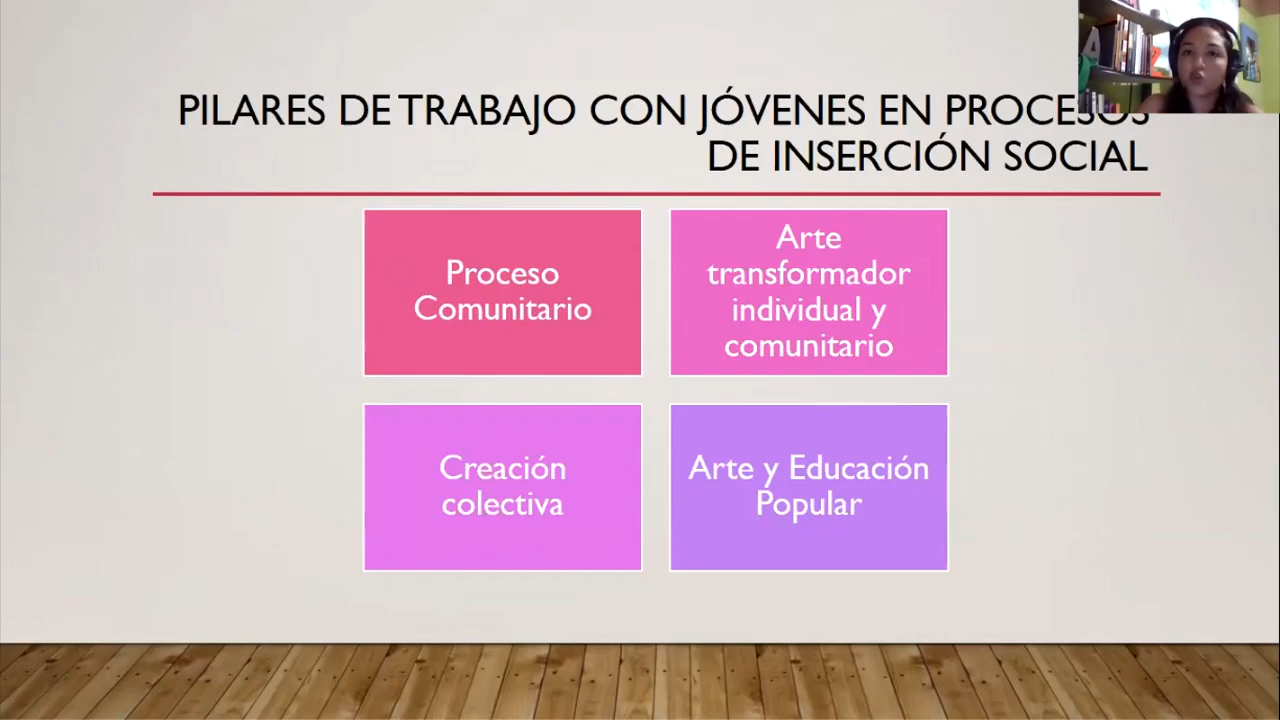 PILARES DE TRABAJO CON JÓVENES EN PROCESOS
DE INSERCIÓN SOCIAL
Proceso
Comunitario
Arte
transformador
individual y
comunitario
Creación
colectiva
Arte y Educación
Popular